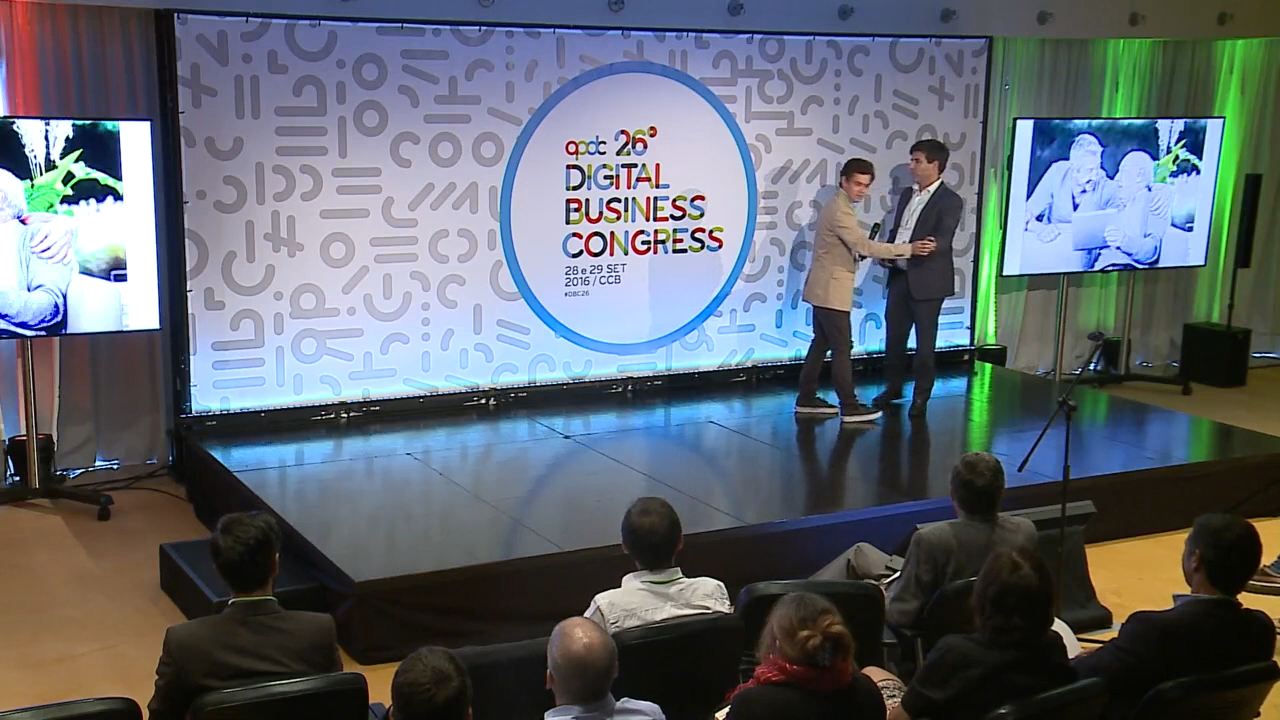 apdc 26º
DIGITAL
BUSINESS
CONGRESS
28 e 29 SET
2016 / CCB
#DBC26